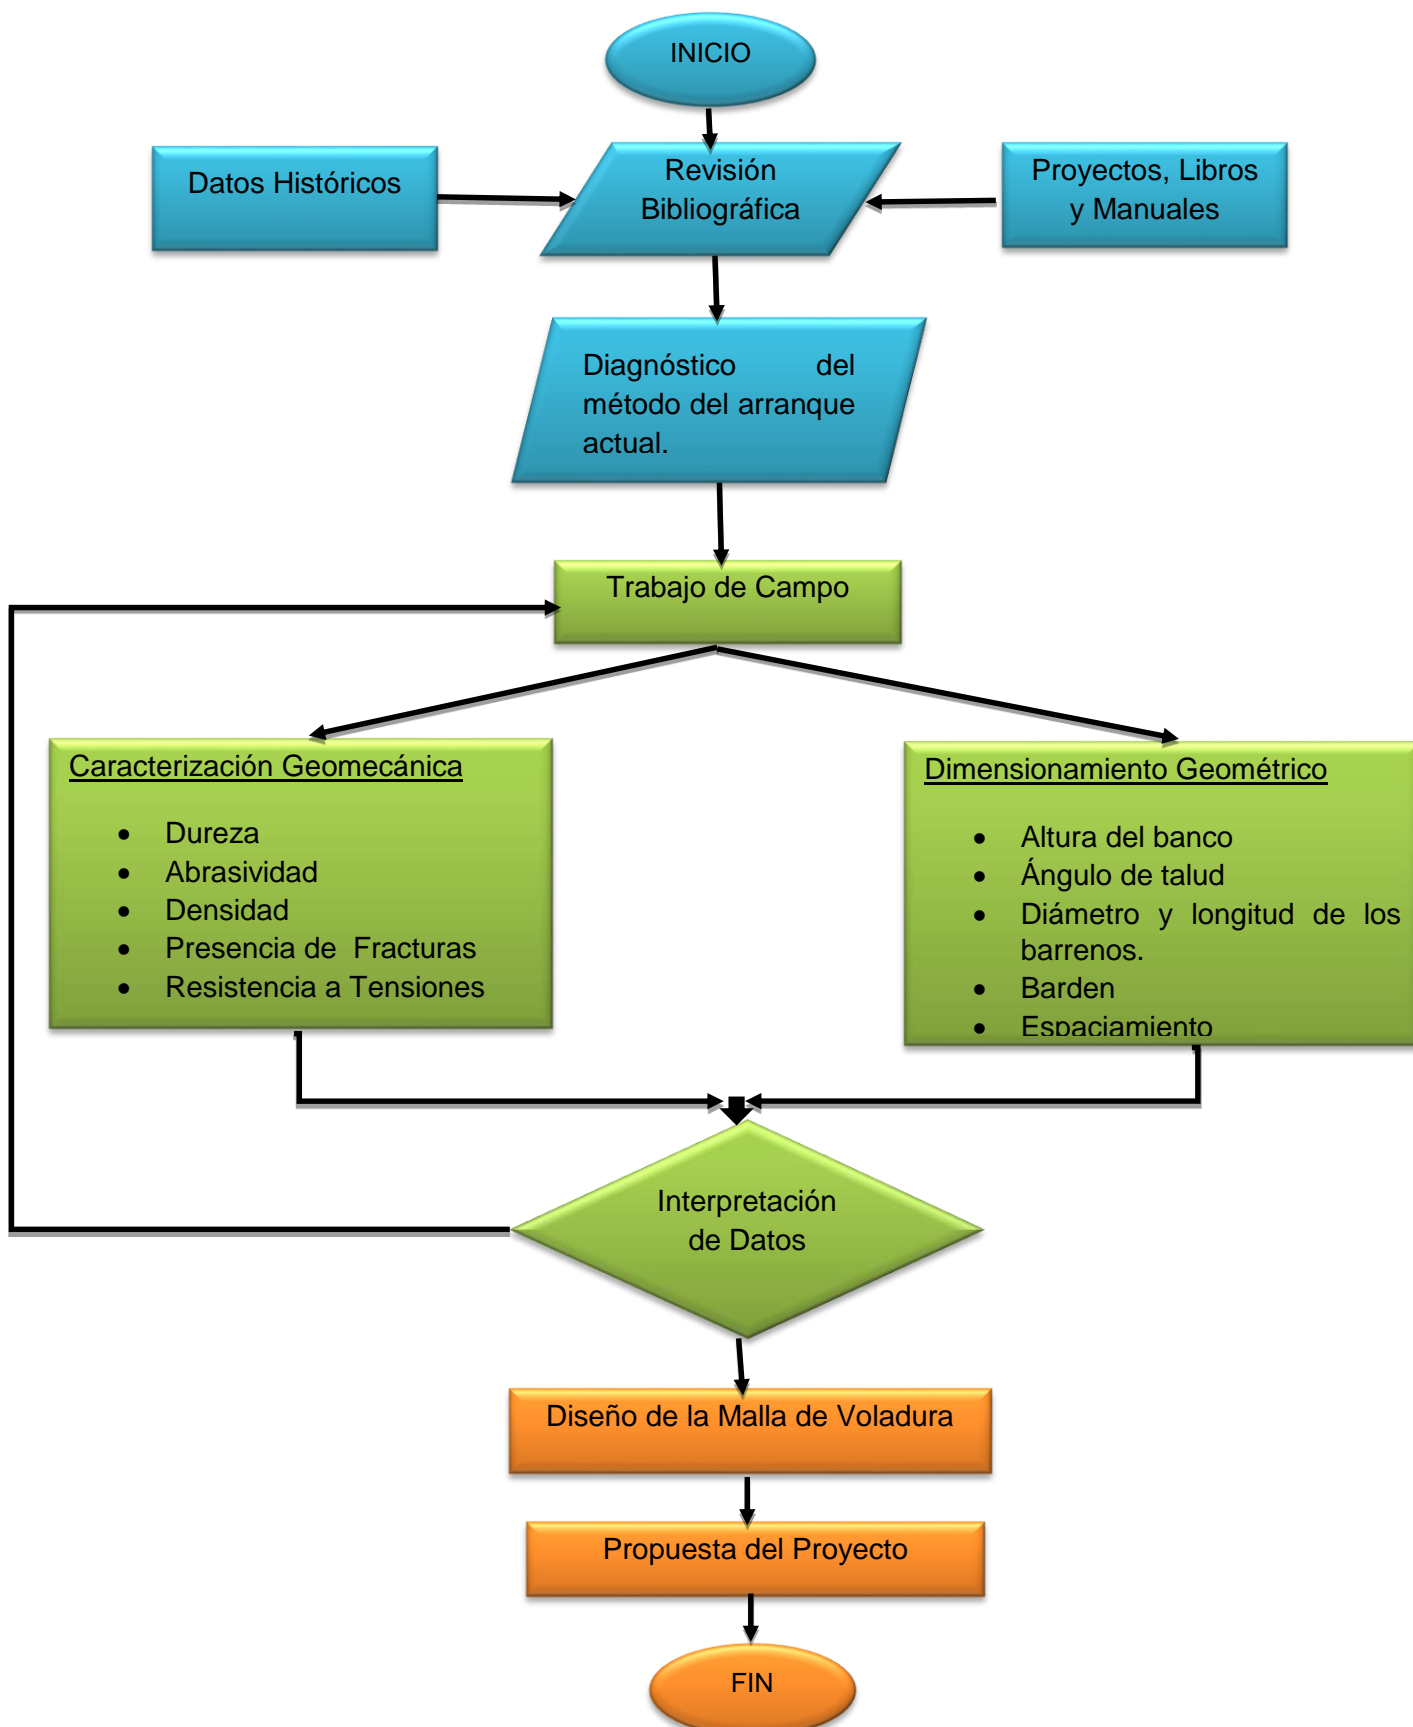 INICIO
Datos Históricos
Revisión
Bibliográfica
Proyectos, Libros
y Manuales
Diagnóstico del
método del arranque
actual.
Trabajo de Campo
Caracterización Geomecánica
• Dureza
• Abrasividad
• Densidad
• Presencia de Fracturas
• Resistencia a Tensiones
Dimensionamiento Geométrico
• Altura del banco
• Ángulo de talud
• Diámetro y longitud de los
barrenos.
• Barden
• Espaciamiento
Interpretación
de Datos
Diseño de la Malla de Voladura
Propuesta del Proyecto
FIN